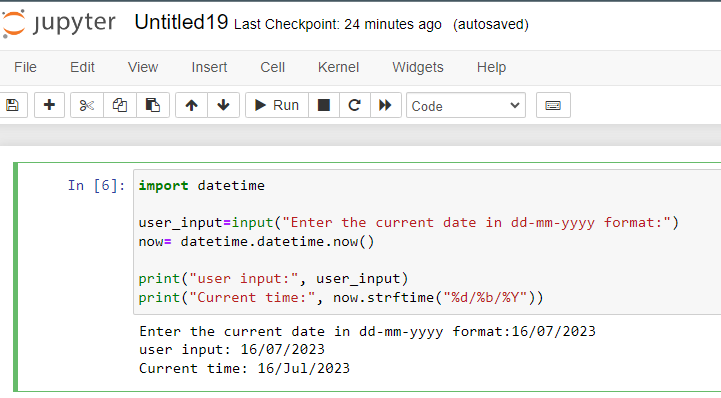 jupyter Untitled19 Last Checkpoint: 24 minutes ago (autosaved)
File Edit View Insert Cell Kernel Widgets Help
Run Code
In [6]: import datetime
user_input=input("Enter the current date in dd-mm-yyyy format:")
now= datetime.datetime.now()
print("user input:", user_input)
print("Current time:", now.strftime("%d/%b/%Y"))
Enter the current date in dd-mm-yyyy format:16/07/2023
user input: 16/07/2023
Current time: 16/Jul/2023